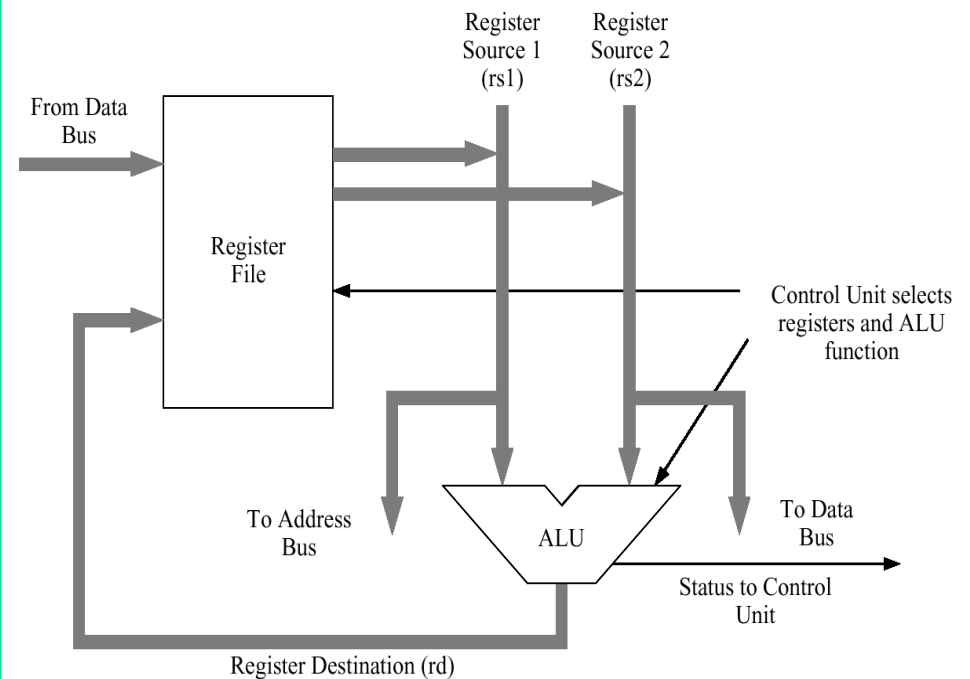 Register
Source 1
(rs1)
Register
Source 2
(rs2)
From Data
Bus
Register
File
Control Unit selects
registers and ALU
function
To Address
Bus
ALU
To Data
Bus
Status to Control
Unit
Register Destination (rd)